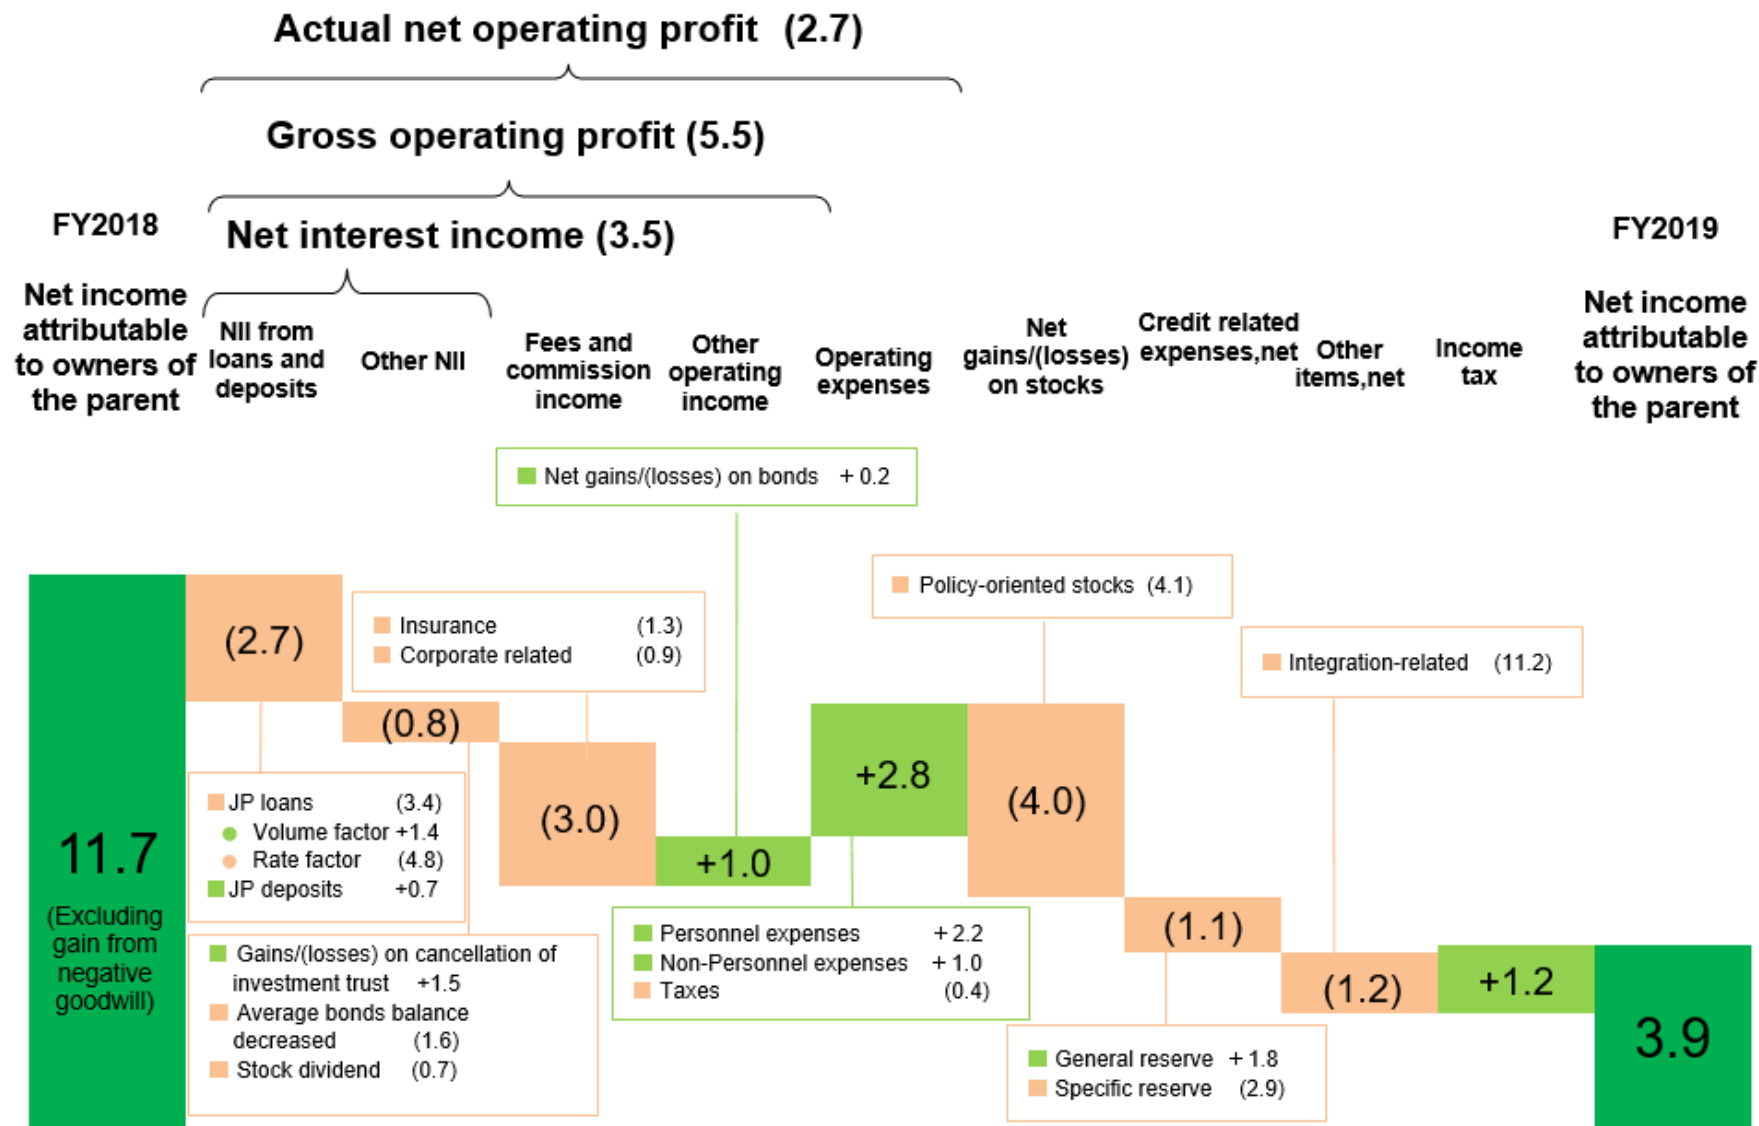 Actual net operating profit (2.7)
Gross operating profit (5.5)
Net interest income (3.5)
FY2018
Net income
attributable
to owners of
the parent
NII from
loans and
deposits
Other NII
Fees and
commission
income
Other
operating
income
Operating
expenses
Net
gains/(losses)
on stocks
Credit related
expenses,net
Other
items,net
Income
tax
FY2019
Net income
attributable
to owners of
the parent
Net gains/(losses) on bonds +0.2
Policy-oriented stocks (4.1)
Insurance (1.3)
Corporate related (0.9)
Integration-related (11.2)
11.7
(Excluding
gain from
negative
goodwill)
(2.7)
(0.8)
(3.0)
+1.0
+2.8
(4.0)
(1.1)
(1.2)
+1.2
3.9
JP loans (3.4)
Volume factor +1.4
Rate factor (4.8)
JP deposits +0.7
Gains/(losses) on cancellation of
investment trust +1.5
Average bonds balance
decreased (1.6)
Stock dividend (0.7)
Personnel expenses +2.2
Non-Personnel expenses +1.0
Taxes (0.4)
General reserve +1.8
Specific reserve (2.9)